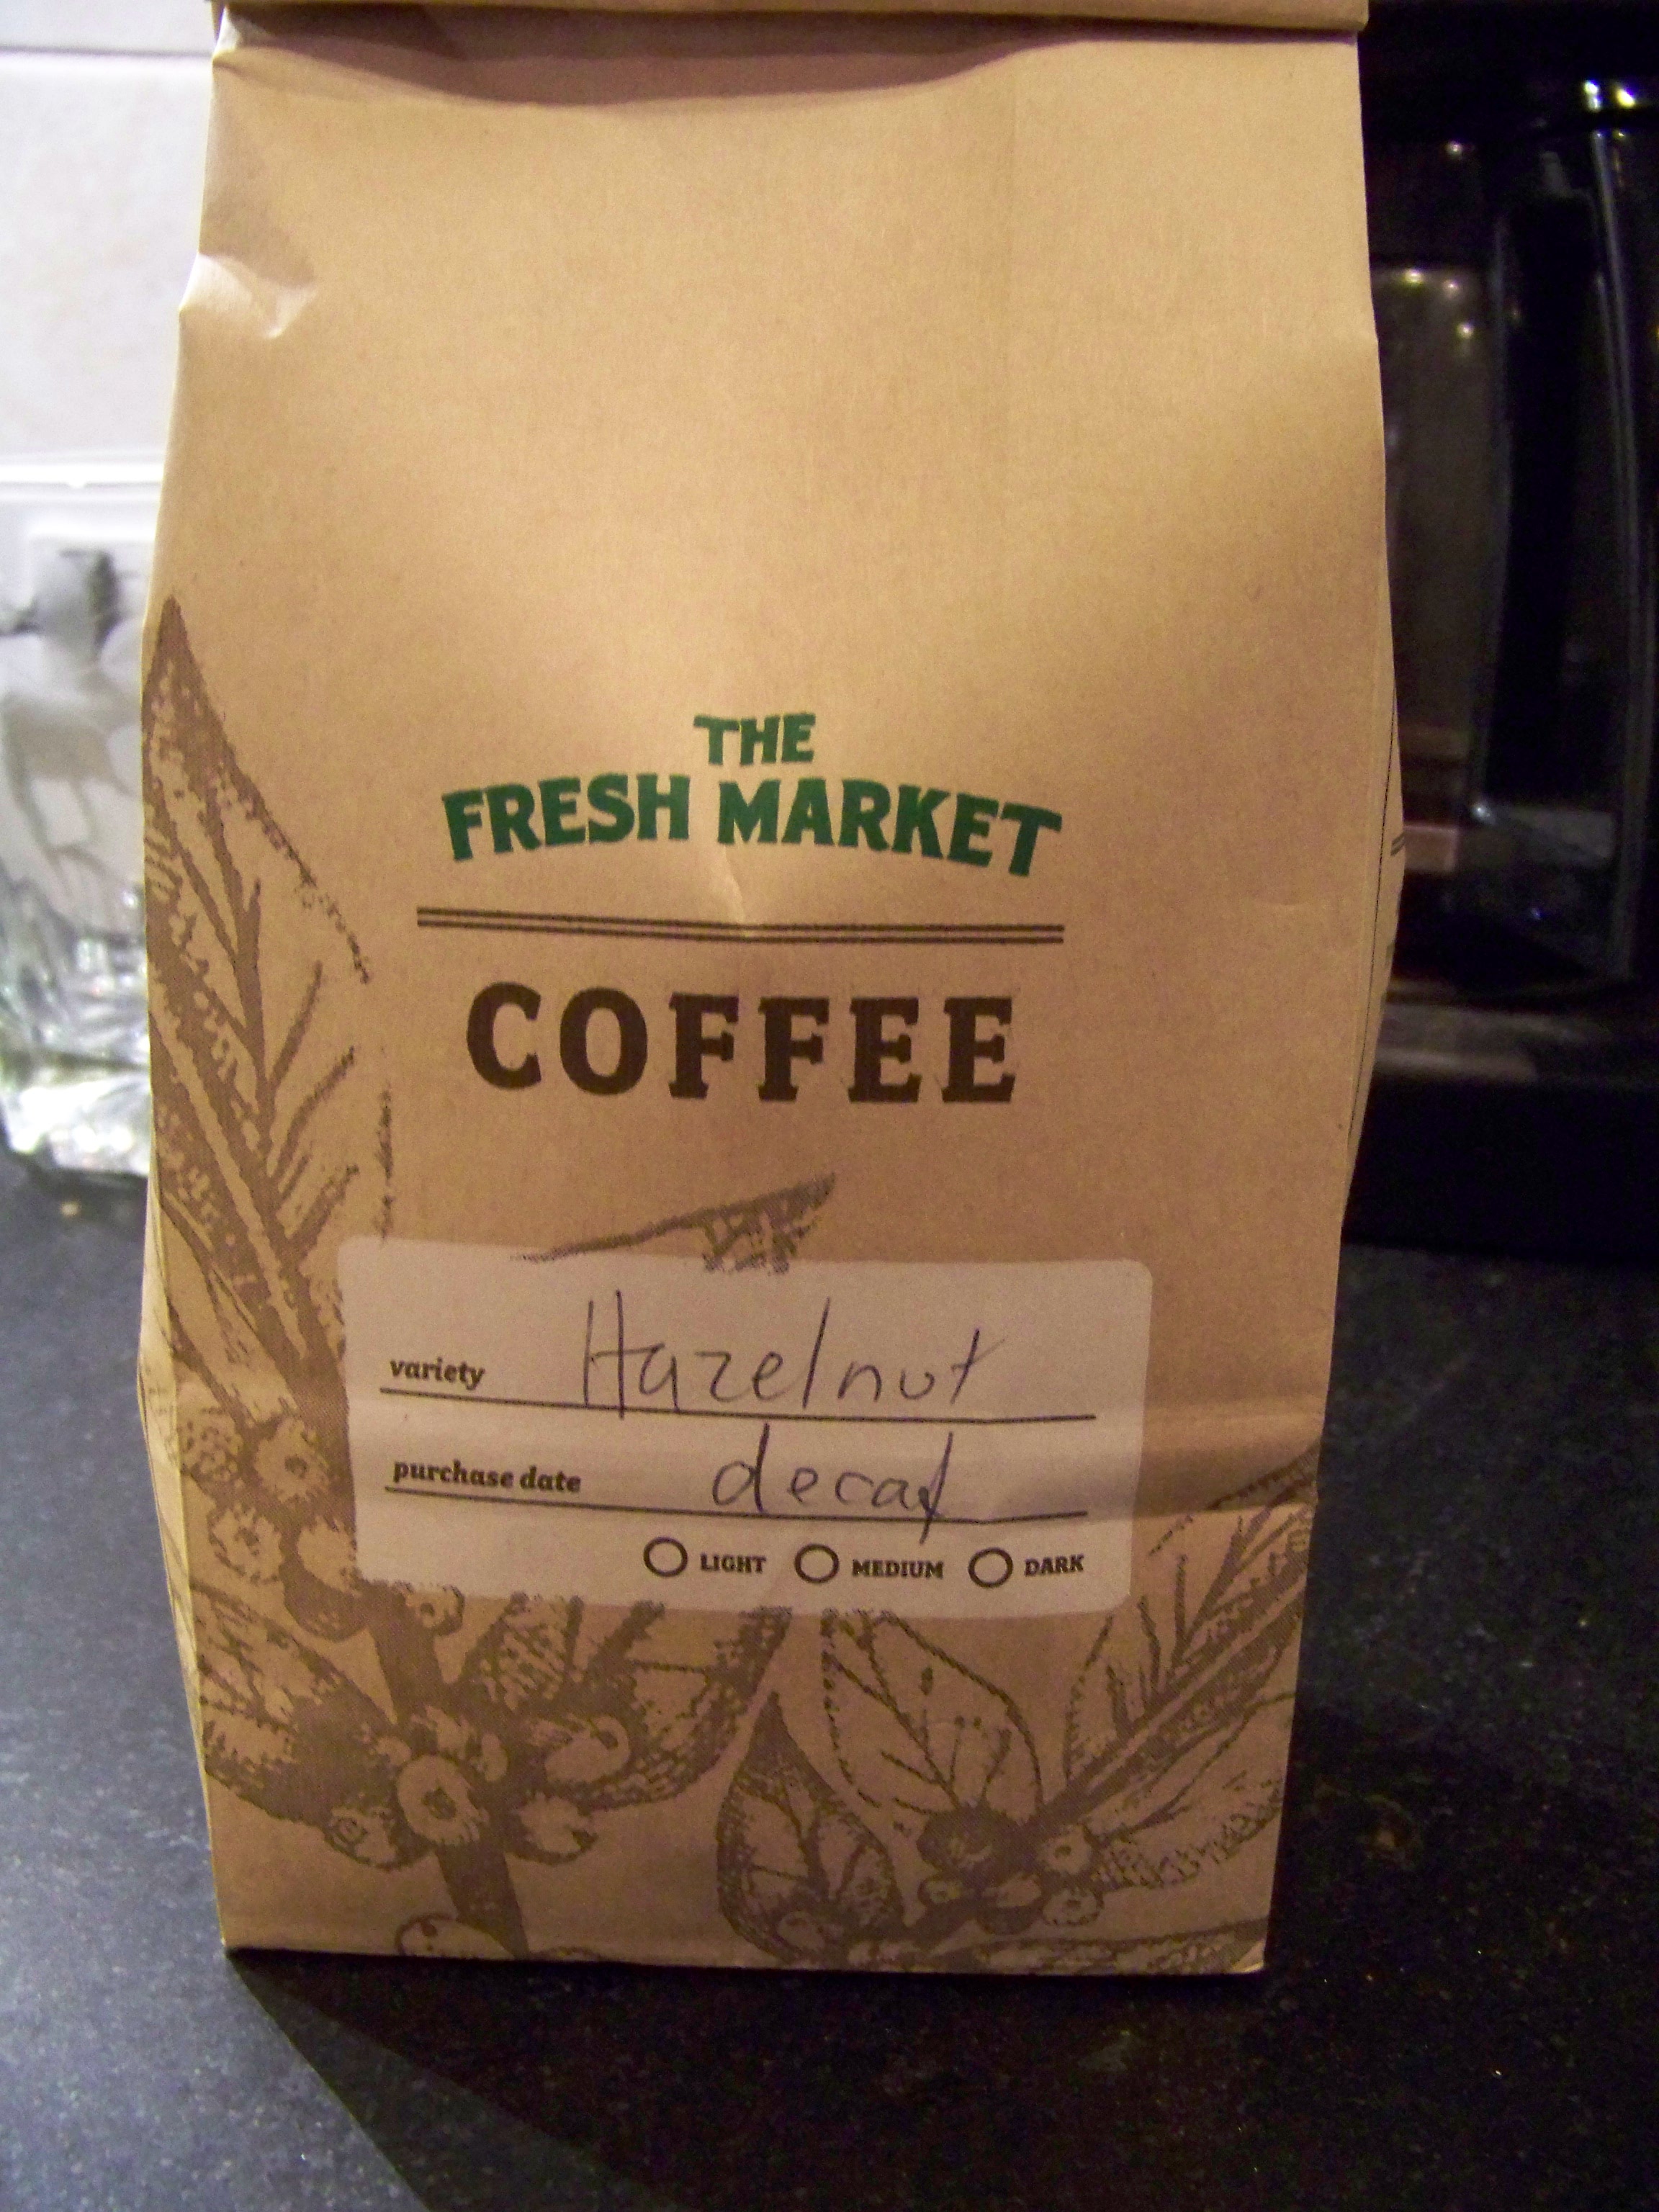 THE
FRESH MARKET
COFFEE
variety Hazelnut
purchase date decaf
LIGHT MEDIUM DARK